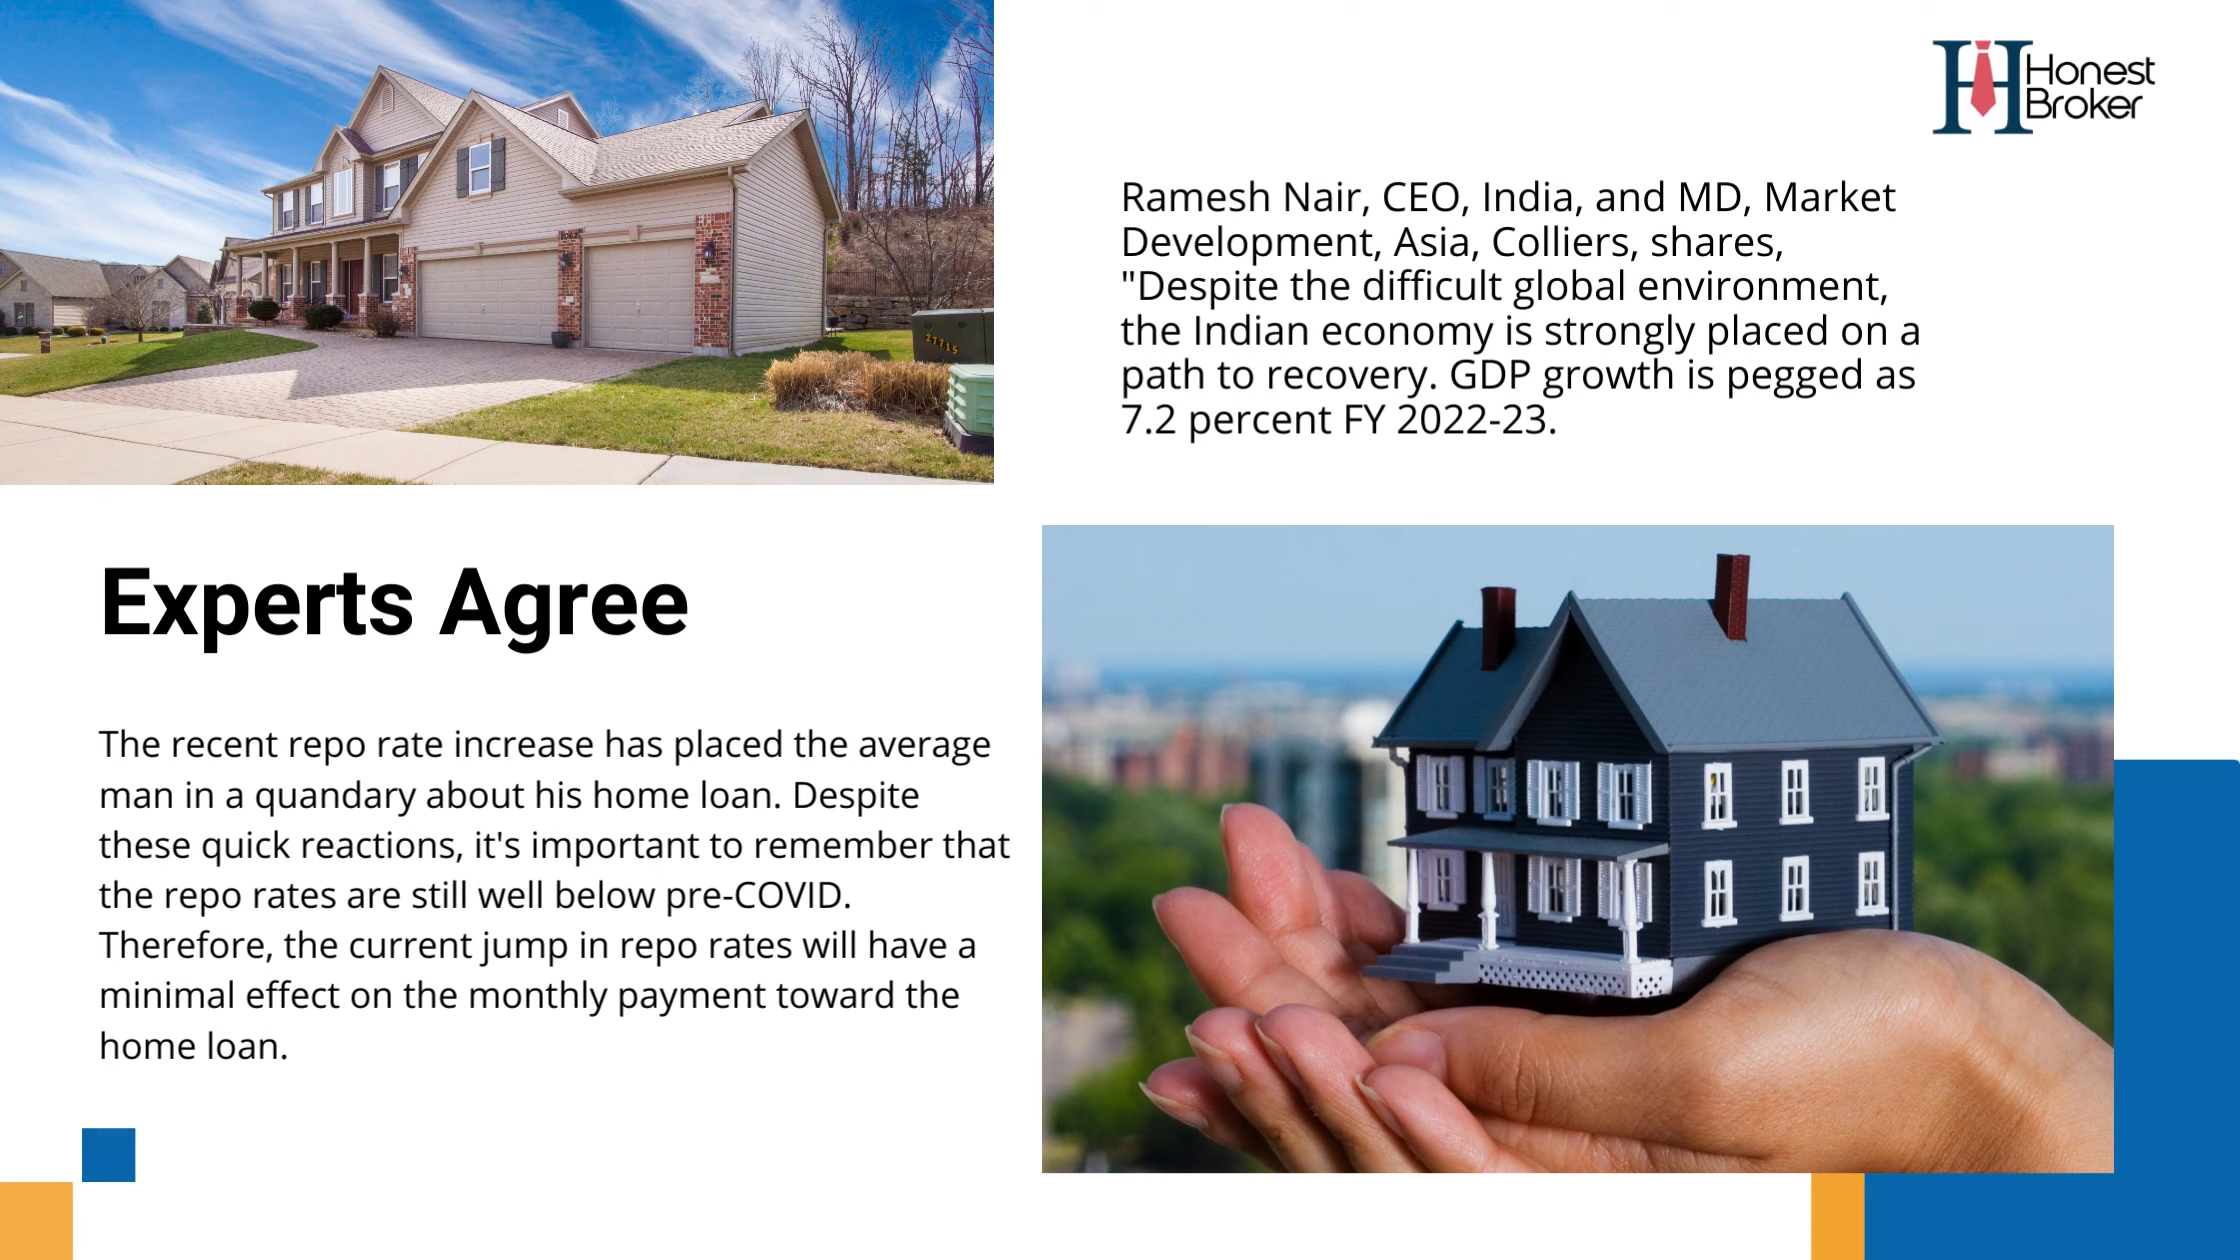 Honest
Broker
Ramesh Nair, CEO, India, and MD, Market
Development, Asia, Colliers, shares,
"Despite the difficult global environment,
the Indian economy is strongly placed on a
path to recovery. GDP growth is pegged as
7.2 percent FY 2022-23.
27715
Experts Agree
The recent repo rate increase has placed the average
man in a quandary about his home loan. Despite
these quick reactions, it's important to remember that
the repo rates are still well below pre-COVID.
Therefore, the current jump in repo rates will have a
minimal effect on the monthly payment toward the
home loan.